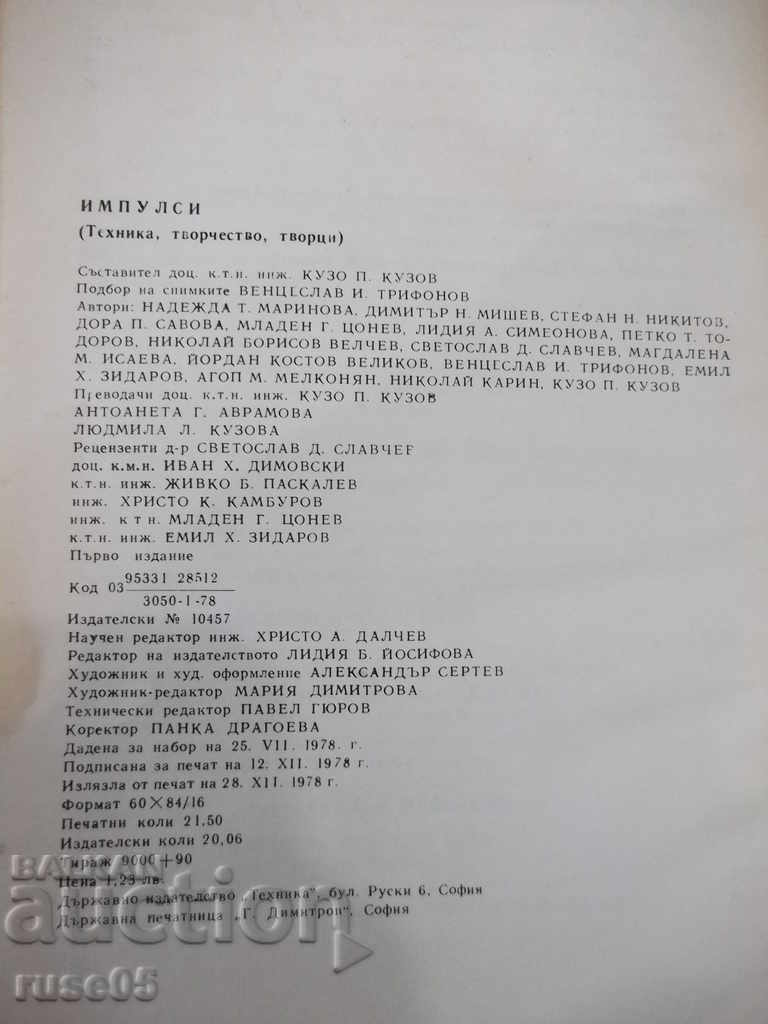 ИМПУЛСИ
(Техника, творчество, творци)
Съставител доц. к.т.н. инж. КУЗО П. КУЗОВ
Подбор на снимките ВЕНЦЕСЛАВ И. ТРИФОНОВ
Автори: НАДЕЖДА Т. МАРИНОВА, ДИМИТЪР Н. МИШЕВ, СТЕФАН Н. НИКИТОВ,
ДОРА П. САВОВА, МЛАДЕН Г. ЦОНЕВ, ЛИДИЯ А. СИМЕОНОВА, ПЕТКО Т. ТО-
ДОРОВ, НИКОЛАЙ БОРИСОВ ВЕЛЧЕВ, СВЕТОСЛАВ Д. СЛАВЧЕВ, МАГДАЛЕНА
М. ИСАЕВА, ЙОРДАН КОСТОВ ВЕЛИКОВ, ВЕНЦЕСЛАВ И. ТРИФОНОВ, ЕМИЛ
Х. ЗИДАРОВ, АГОП М. МЕЛКОНЯН, НИКОЛАЙ КАРИН, КУЗО П. КУЗОВ
Преводачи доц. к.т.н. инж. КУЗО П. КУЗОВ
АНТОАНЕТА Г. АВРАМОВА
ЛЮДМИЛА Л. КУЗОВА
Рецензенти д-р СВЕТОСЛАВ Д. СЛАВЧЕВ
доц. к.м.н. ИВАН Х. ДИМОВСКИ
к.т.н. инж. ЖИВКО Б. ПАСКАЛЕВ
инж. ХРИСТО К. КАМБУРОВ
инж. к т н. МЛАДЕН Г. ЦОНЕВ
к.т.н. инж. ЕМИЛ Х. ЗИДАРОВ
Първо издание
Код 03 95331 28512
3050-1-78
Издателски № 10457
Научен редактор инж. ХРИСТО А. ДАЛЧЕВ
Редактор на издателството ЛИДИЯ Б. ЙОСИФОВА
Художник и худ. оформление АЛЕКСАНДЪР СЕРТЕВ
Художник-редактор МАРИЯ ДИМИТРОВА
Технически редактор ПАВЕЛ ГЮРОВ
Коректор ПАНКА ДРАГОЕВА
Дадена за набор на 25. VII. 1978. г.
Подписана за печат на 12. XII. 1978 г.
Излязла от печат на 28. XII. 1978 г.
Формат 60×84/16
Печатни коли 21,50
Издателски коли 20,06
Тираж 9000+90
Цена 1,23 лв.
Държавно издателство „Техника", бул. Руски 6, София
Държавна печатница „Г. Димитров", София
auction
ruse05